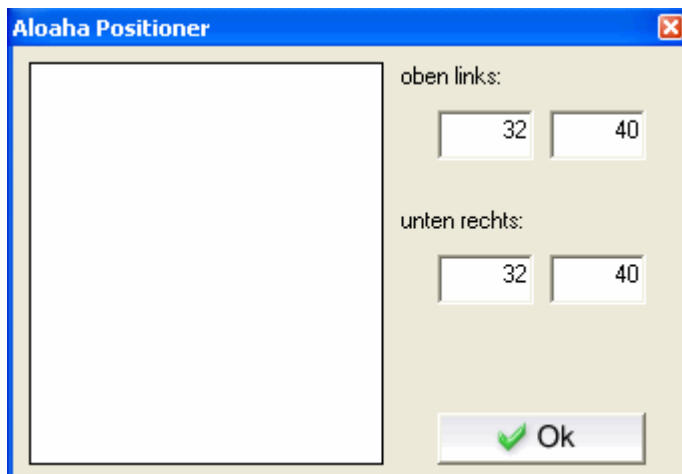 Aloaha Positioner
oben links:
32 40
unten rechts:
32 40
Ok